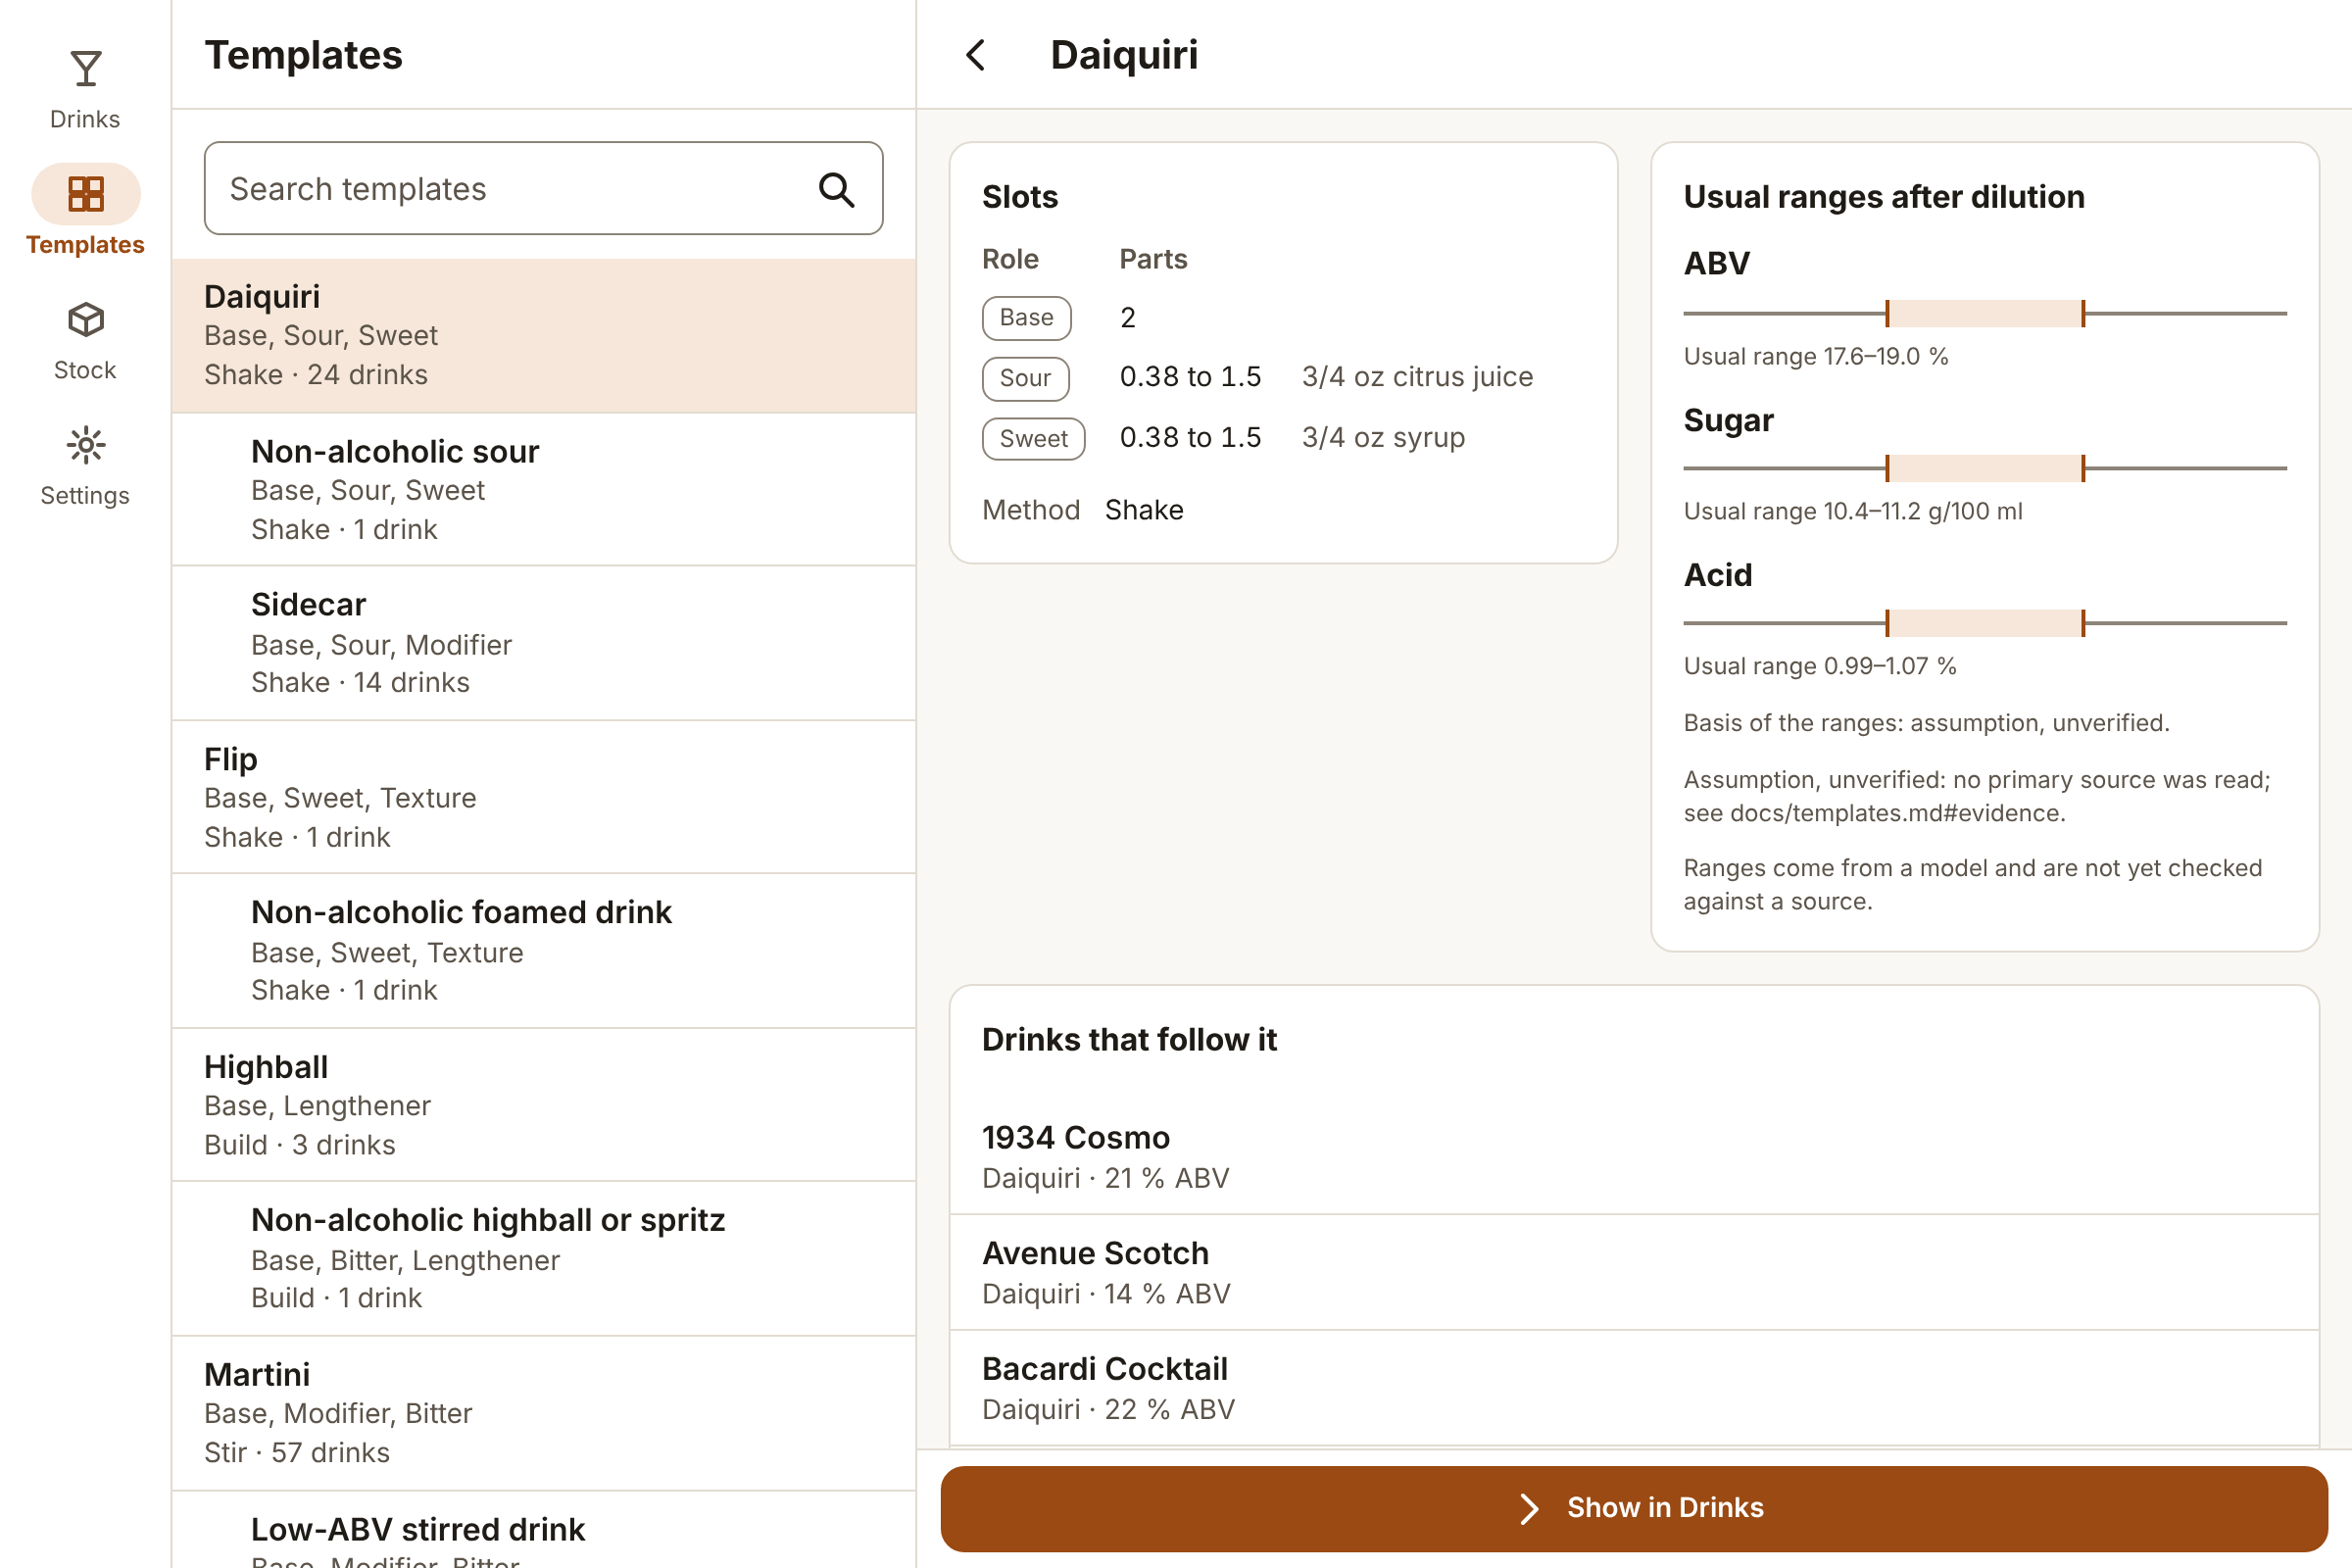 Drinks
Templates
Stock
Settings
Templates
Search templates
Daiquiri
Base, Sour, Sweet
Shake · 24 drinks
Non-alcoholic sour
Base, Sour, Sweet
Shake · 1 drink
Sidecar
Base, Sour, Modifier
Shake · 14 drinks
Flip
Base, Sweet, Texture
Shake · 1 drink
Non-alcoholic foamed drink
Base, Sweet, Texture
Shake · 1 drink
Highball
Base, Lengthener
Build · 3 drinks
Non-alcoholic highball or spritz
Base, Bitter, Lengthener
Build · 1 drink
Martini
Base, Modifier, Bitter
Stir · 57 drinks
Low-ABV stirred drink
Base, Modifier, Bitter
Daiquiri
Slots
Role Parts
Base 2
Sour 0.38 to 1.5 3/4 oz citrus juice
Sweet 0.38 to 1.5 3/4 oz syrup
Method Shake
Usual ranges after dilution
ABV
Usual range 17.6–19.0 %
Sugar
Usual range 10.4–11.2 g/100 ml
Acid
Usual range 0.99–1.07 %
Basis of the ranges: assumption, unverified.
Assumption, unverified: no primary source was read;
see docs/templates.md#evidence.
Ranges come from a model and are not yet checked
against a source.
Drinks that follow it
1934 Cosmo
Daiquiri · 21 % ABV
Avenue Scotch
Daiquiri · 14 % ABV
Bacardi Cocktail
Daiquiri · 22 % ABV
Show in Drinks